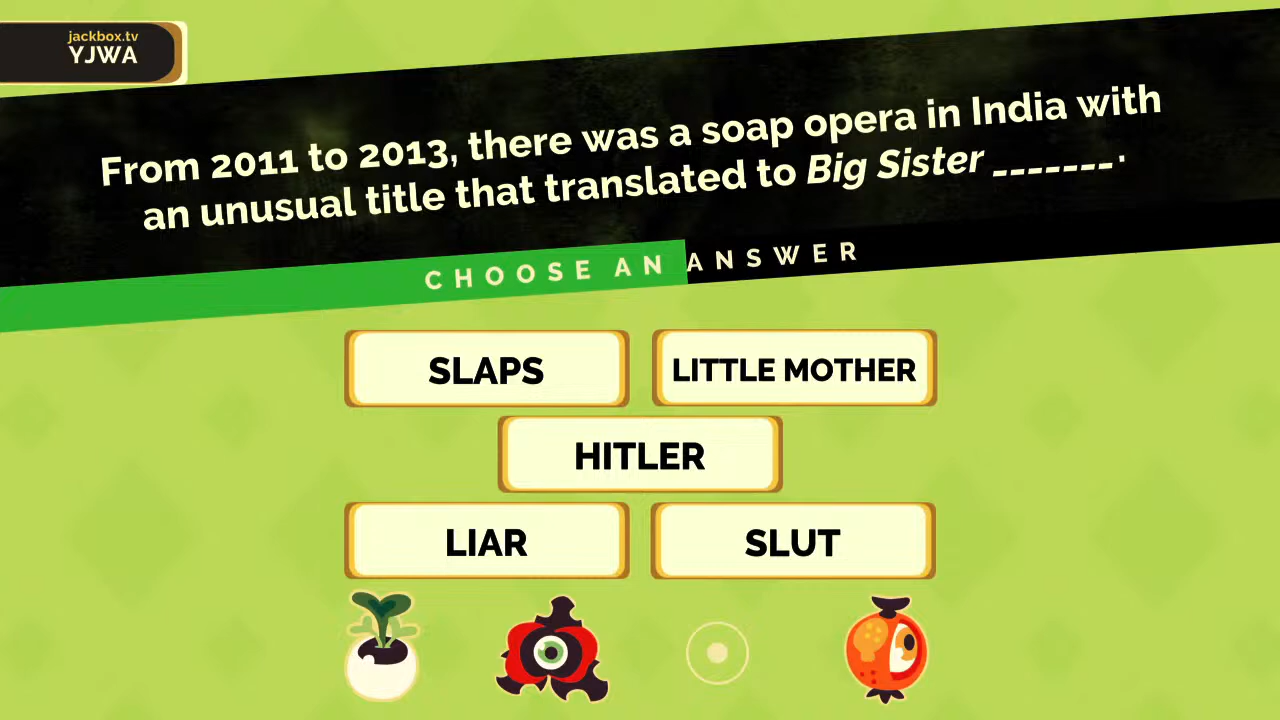 jackbox.tv
YJWA
From 2011 to 2013, there was a soap opera in India with
an unusual title that translated to Big Sister _______.
CHOOSE AN ANSWER
SLAPS
LITTLE MOTHER
HITLER
LIAR
SLUT